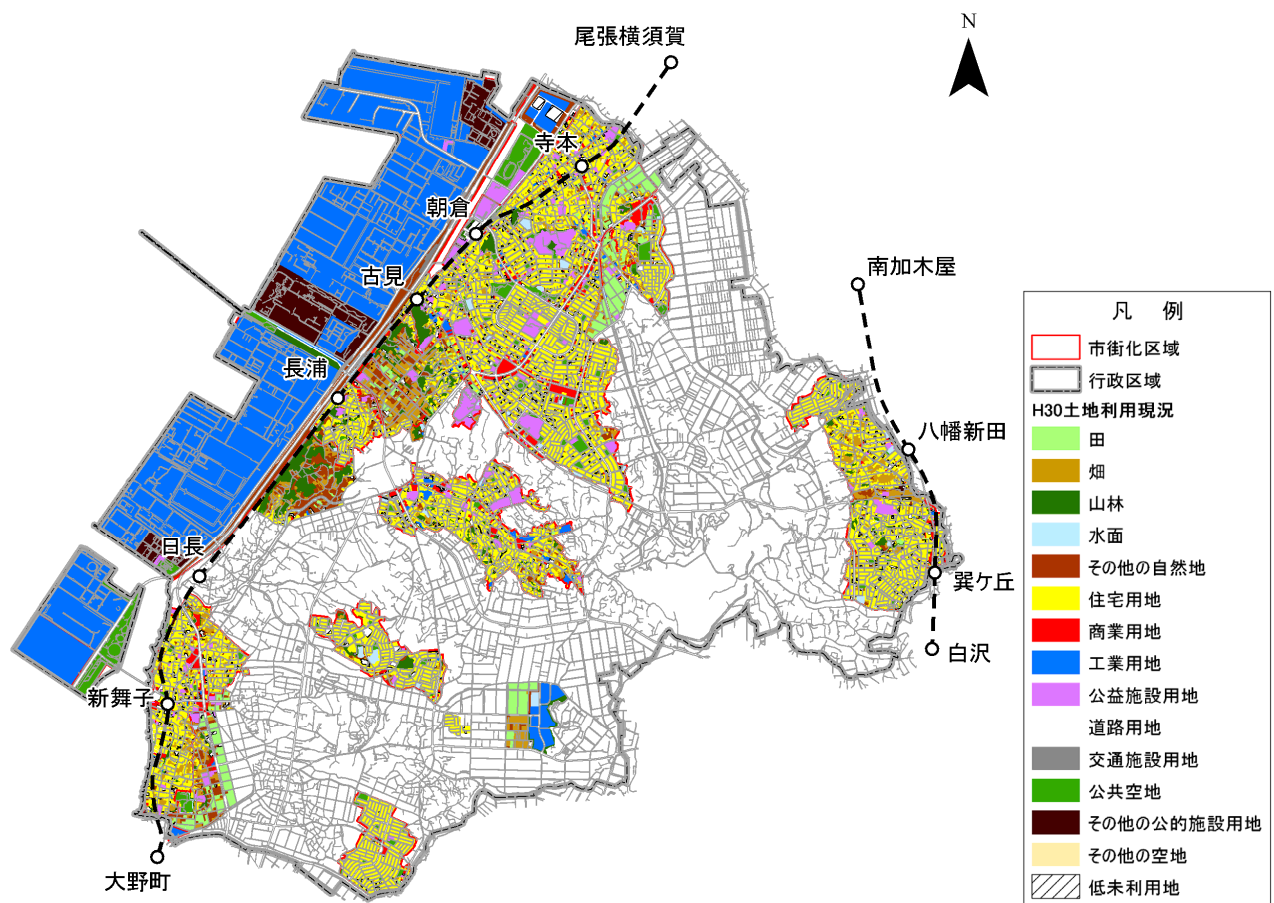 尾張横須賀
N
寺本
朝倉
古見
南加木屋
長浦
八幡新田
日長
巽ケ丘
白沢
新舞子
大野町
凡 例
市街化区域
行政区域
H30土地利用現況
田
畑
山林
水面
その他の自然地
住宅用地
商業用地
工業用地
公益施設用地
道路用地
交通施設用地
公共空地
その他の公的施設用地
その他の空地
低未利用地